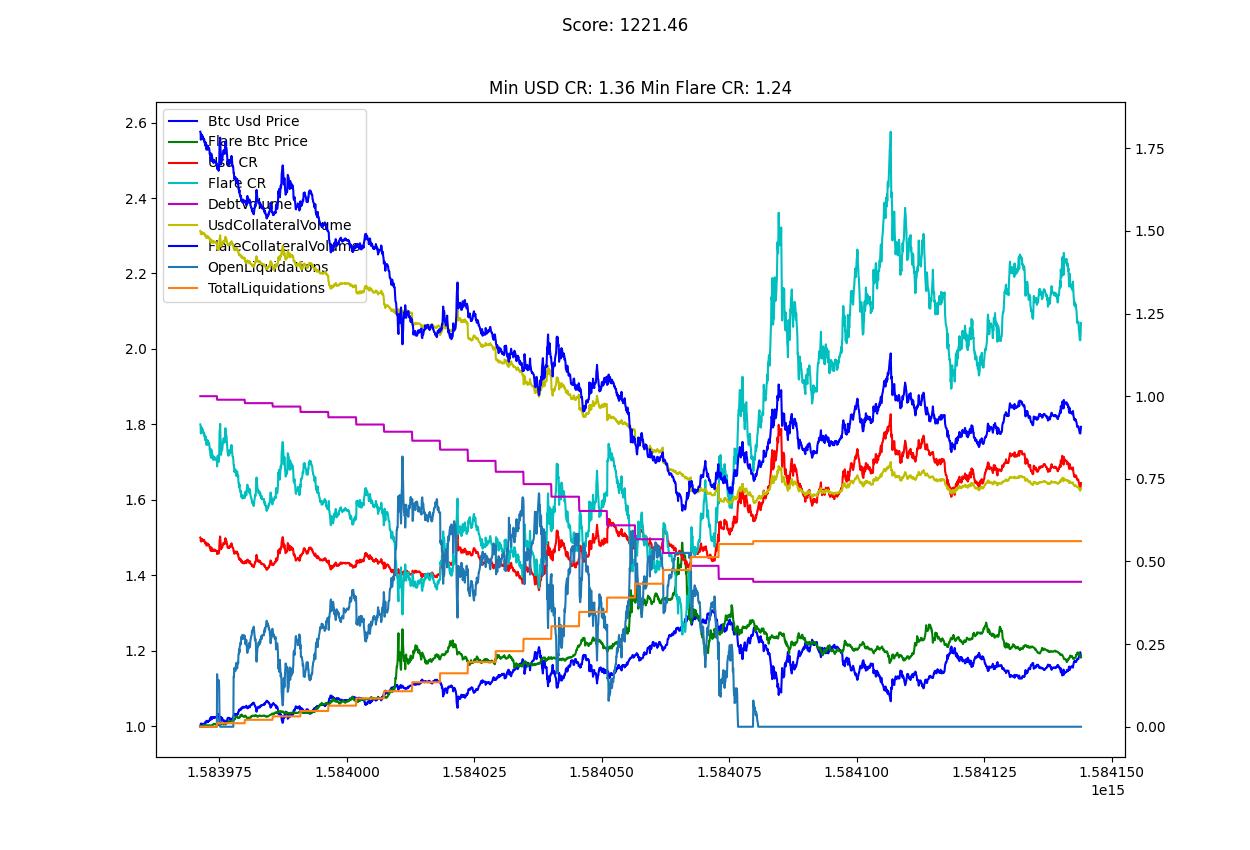 Score: 1221.46
Min USD CR: 1.36 Min Flare CR: 1.24
Btc Usd Price
Flare Btc Price
Usd CR
Flare CR
DebtVolume
UsdCollateralVolume
FlareCollateralVolume
OpenLiquidations
TotalLiquidations
2.6
2.4
2.2
2.0
1.8
1.6
1.4
1.2
1.0
1.75
1.50
1.25
1.00
0.75
0.50
0.25
0.00
1.583975 1.584000 1.584025 1.584050 1.584075 1.584100 1.584125 1.584150
1e15